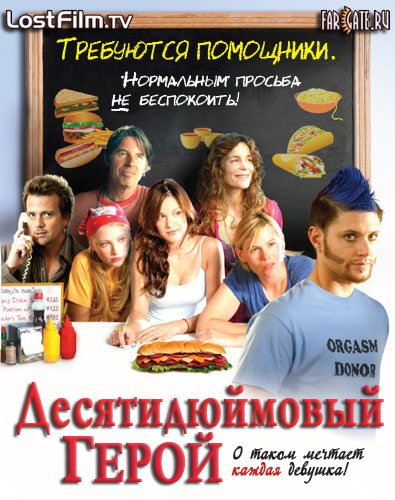 LostFilm.TV
FARGATE.RU
ТРЕБУЮТСЯ ПОМОЩНИКИ.
НОРМАЛЬНЫМ ПРОСЬБА
НЕ БЕСПОКОИТЬ!
ORGASM
DONOR
ДЕСЯТИДЮЙМОВЫЙ
ГЕРОЙ
О таком мечтает
каждая девушка!